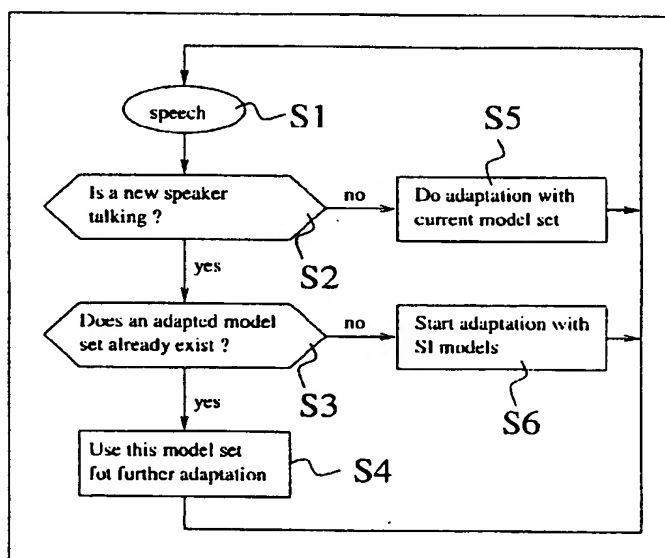 speech
S1
S5
Is a new speaker
talking ?
no
Do adaptation with
current model set
S2
yes
Does an adapted model
set already exist ?
no
Start adaptation with
SI models
S3
S6
yes
Use this model set
fot further adaptation
S4